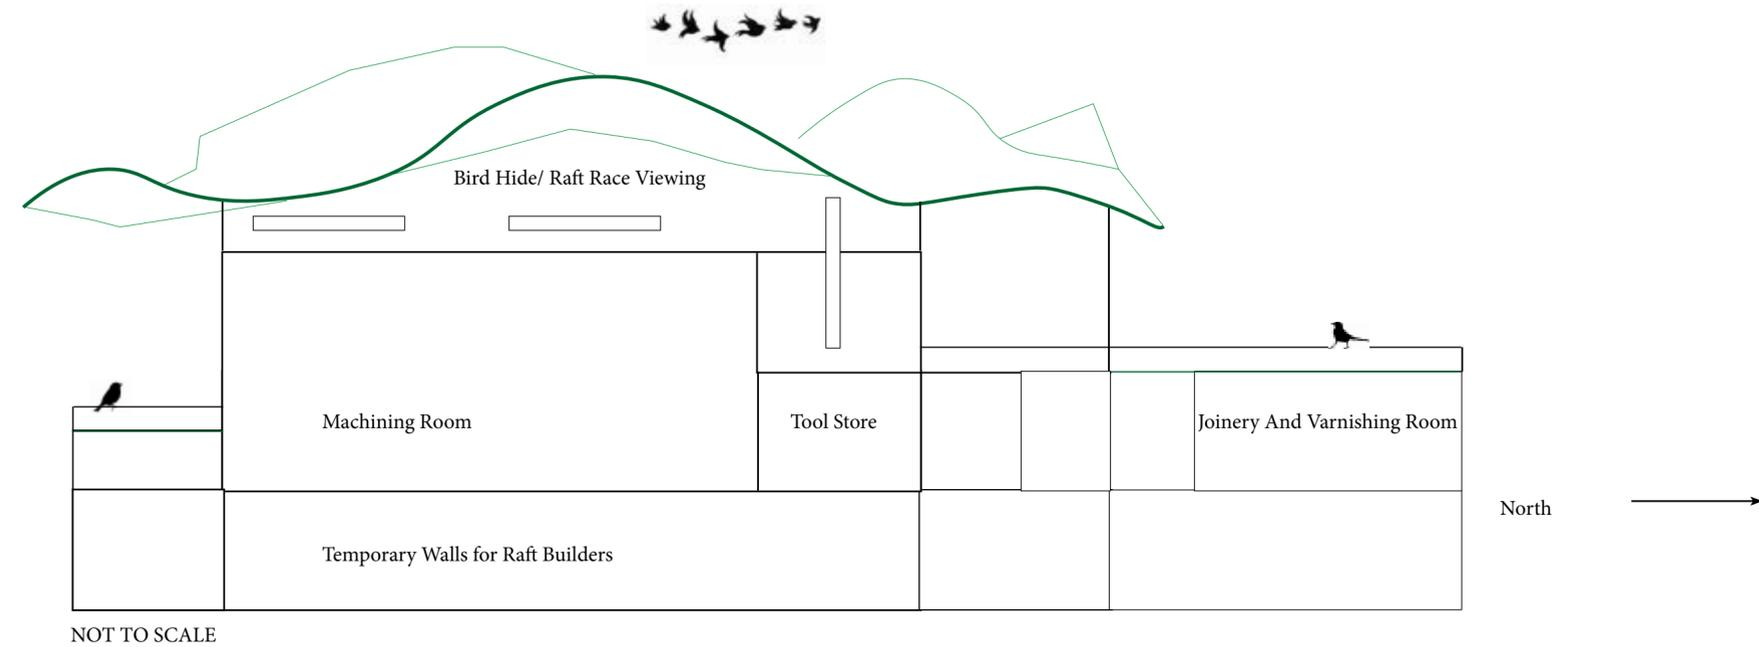 Bird Hide/ Raft Race Viewing
Machining Room
Tool Store
Joinery And Varnishing Room
North
Temporary Walls for Raft Builders
NOT TO SCALE